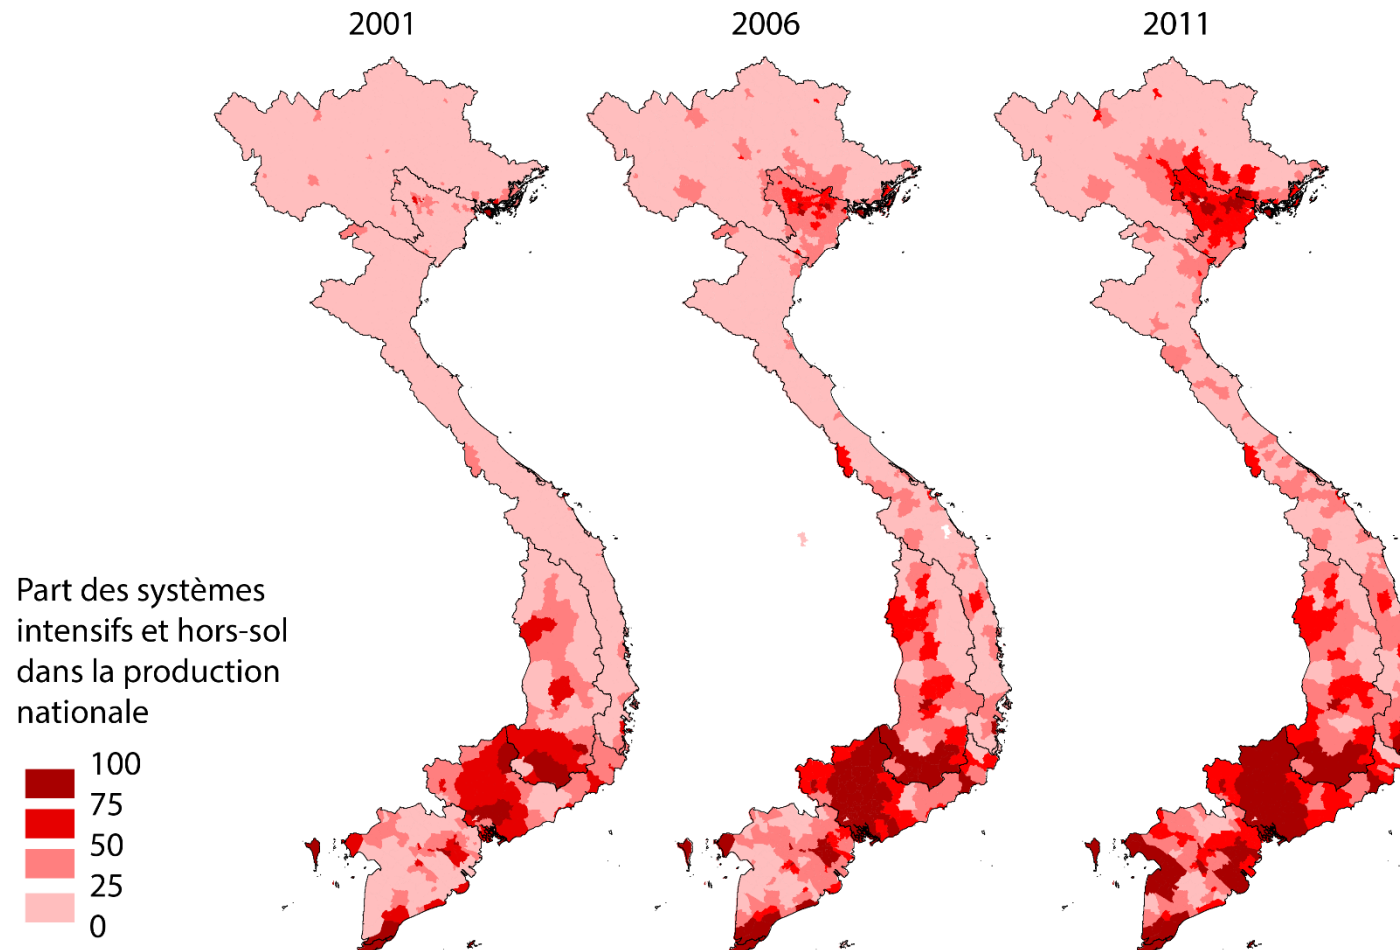 2001
2006
2011
Part des systèmes
intensifs et hors-sol
dans la production
nationale
100
75
50
25
0